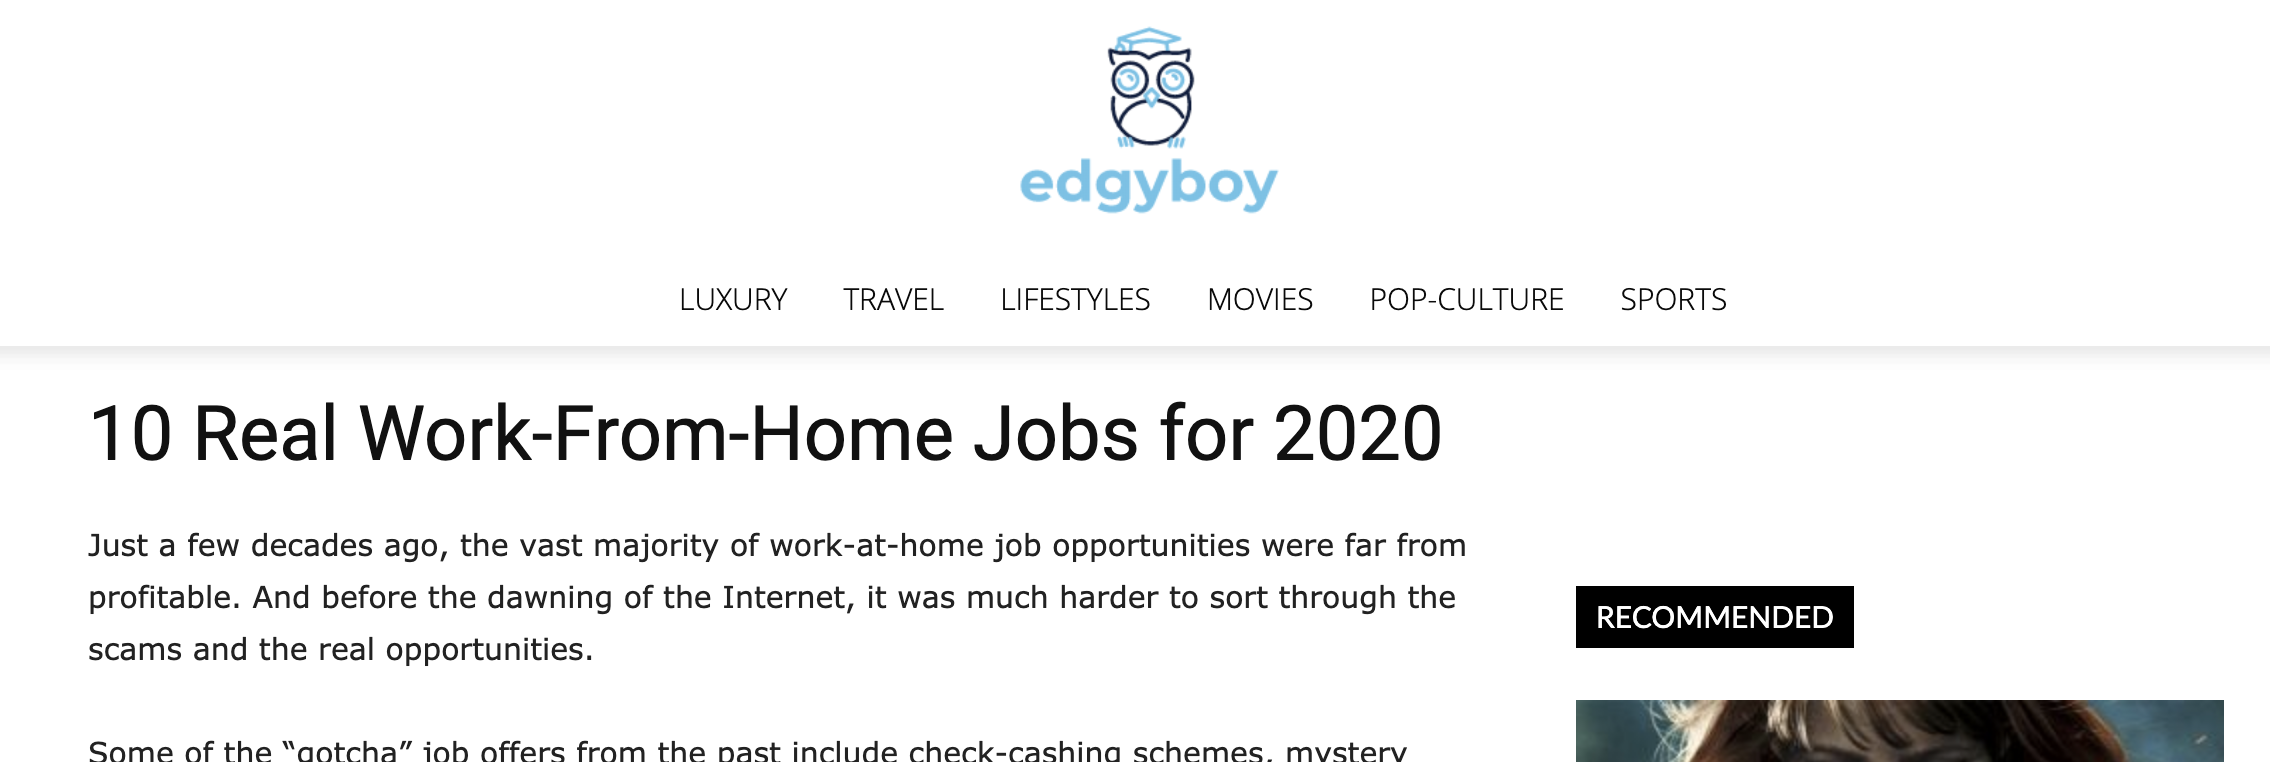 edgyboy
LUXURY TRAVEL LIFESTYLES MOVIES POP-CULTURE SPORTS
10 Real Work-From-Home Jobs for 2020
Just a few decades ago, the vast majority of work-at-home job opportunities were far from
profitable. And before the dawning of the Internet, it was much harder to sort through the
scams and the real opportunities.
RECOMMENDED
Some of the “gotcha” job offers from the past include check-cashing schemes, mystery